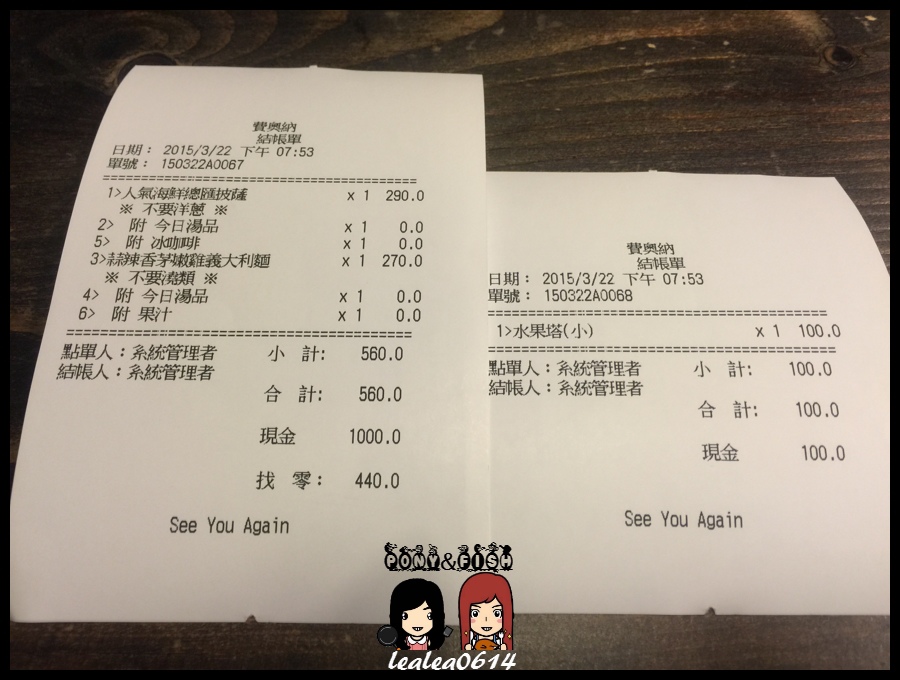 費奧納
結帳單
日期： 2015/3/22 下午 07:53
單號： 150322A0067
1>人氣海鮮總匯披薩 x 1 290.0
※ 不要洋蔥 ※
2> 附 今日湯品 x 1 0.0
5> 附 冰咖啡 x 1 0.0
3>蒜辣香茅嫩雞義大利麵 x 1 270.0
※ 不要澆類 ※
4> 附 今日湯品 x 1 0.0
6> 附 果汁 x 1 0.0
點單人：系統管理者 小 計: 560.0
結帳人：系統管理者
合 計: 560.0
現金 1000.0
找 零： 440.0
See You Again
費奧納
結帳單
日期： 2015/3/22 下午 07:53
單號： 150322A0068
1>水果塔(小) x 1 100.0
點單人：系統管理者 小 計: 100.0
結帳人：系統管理者
合 計: 100.0
現金 100.0
See You Again
PONY&FISH
lealea0614